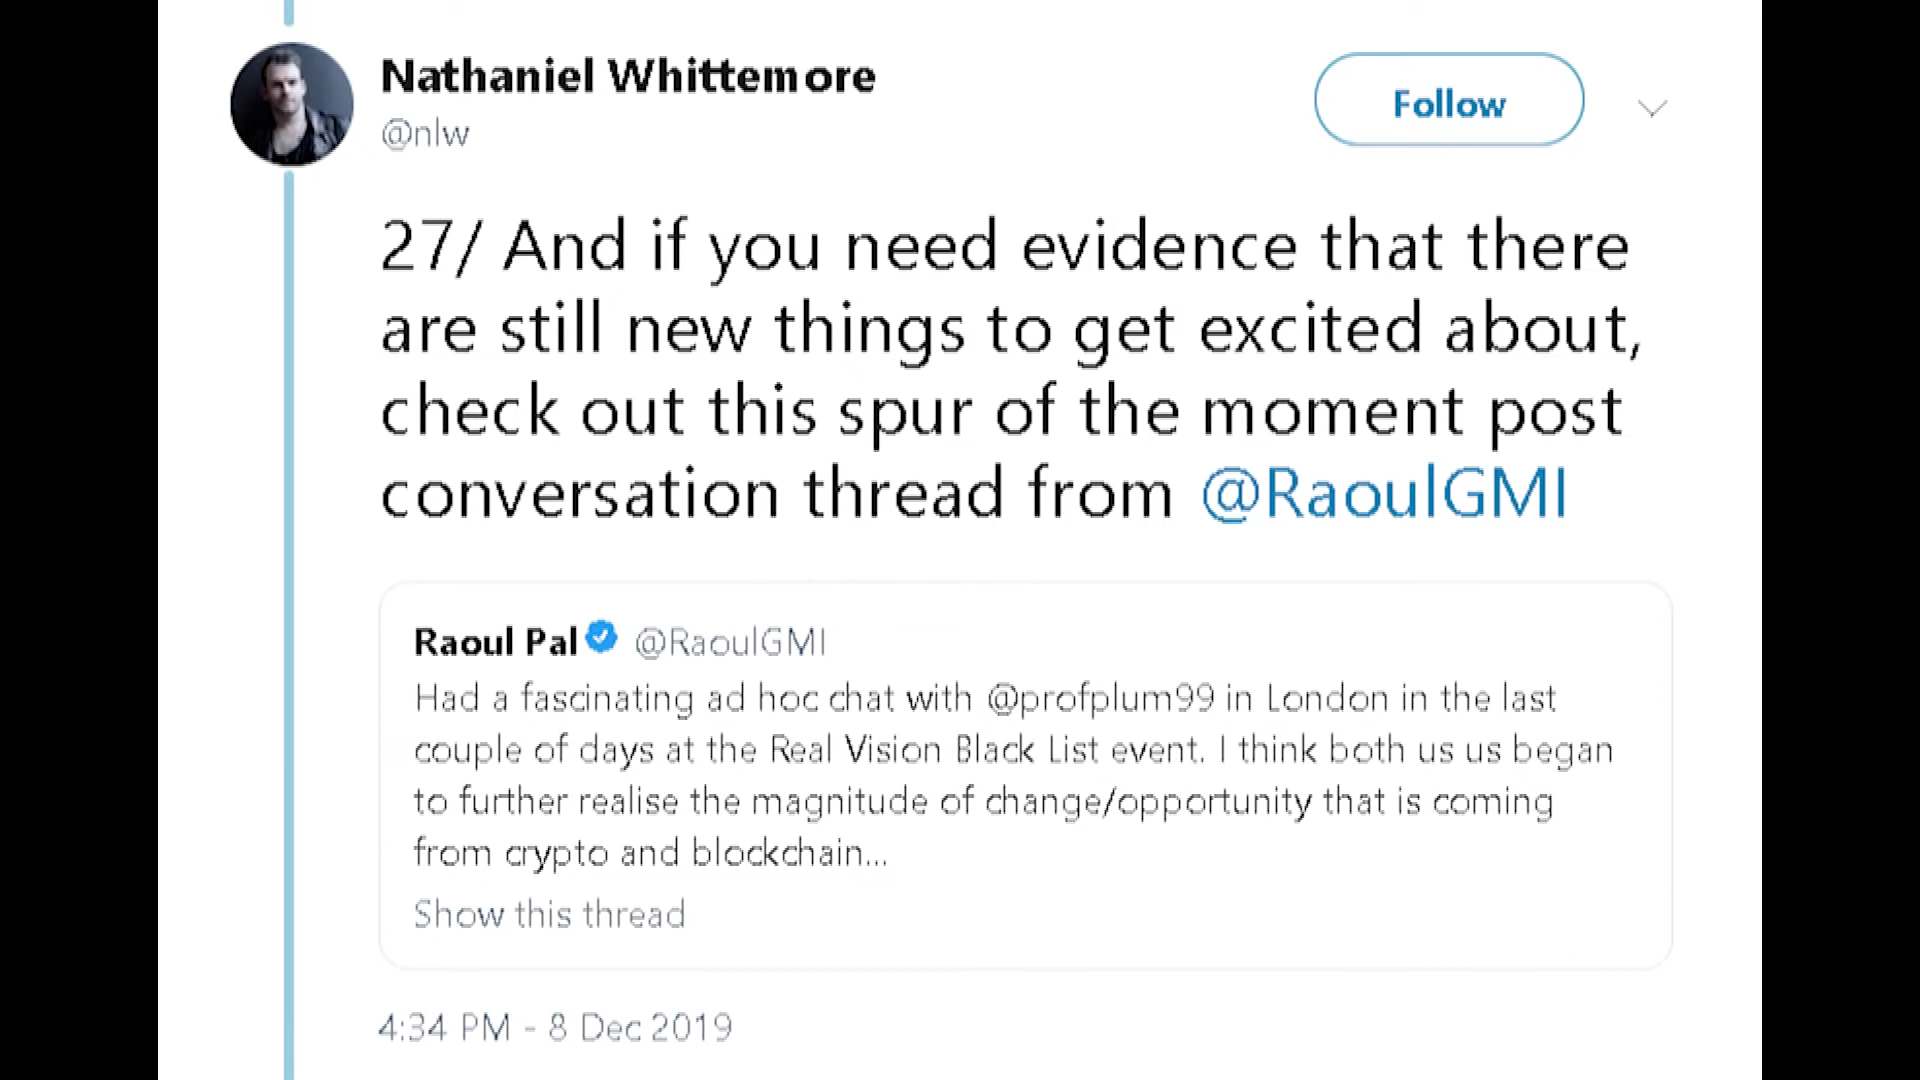 Nathaniel Whittemore
@nlw
Follow
27/ And if you need evidence that there
are still new things to get excited about,
check out this spur of the moment post
conversation thread from @RaoulGMI
Raoul Pal @RaoulGMI
Had a fascinating ad hoc chat with @profplum99 in London in the last
couple of days at the Real Vision Black List event. I think both us us began
to further realise the magnitude of change/opportunity that is coming
from crypto and blockchain...
Show this thread
4:34 PM - 8 Dec 2019